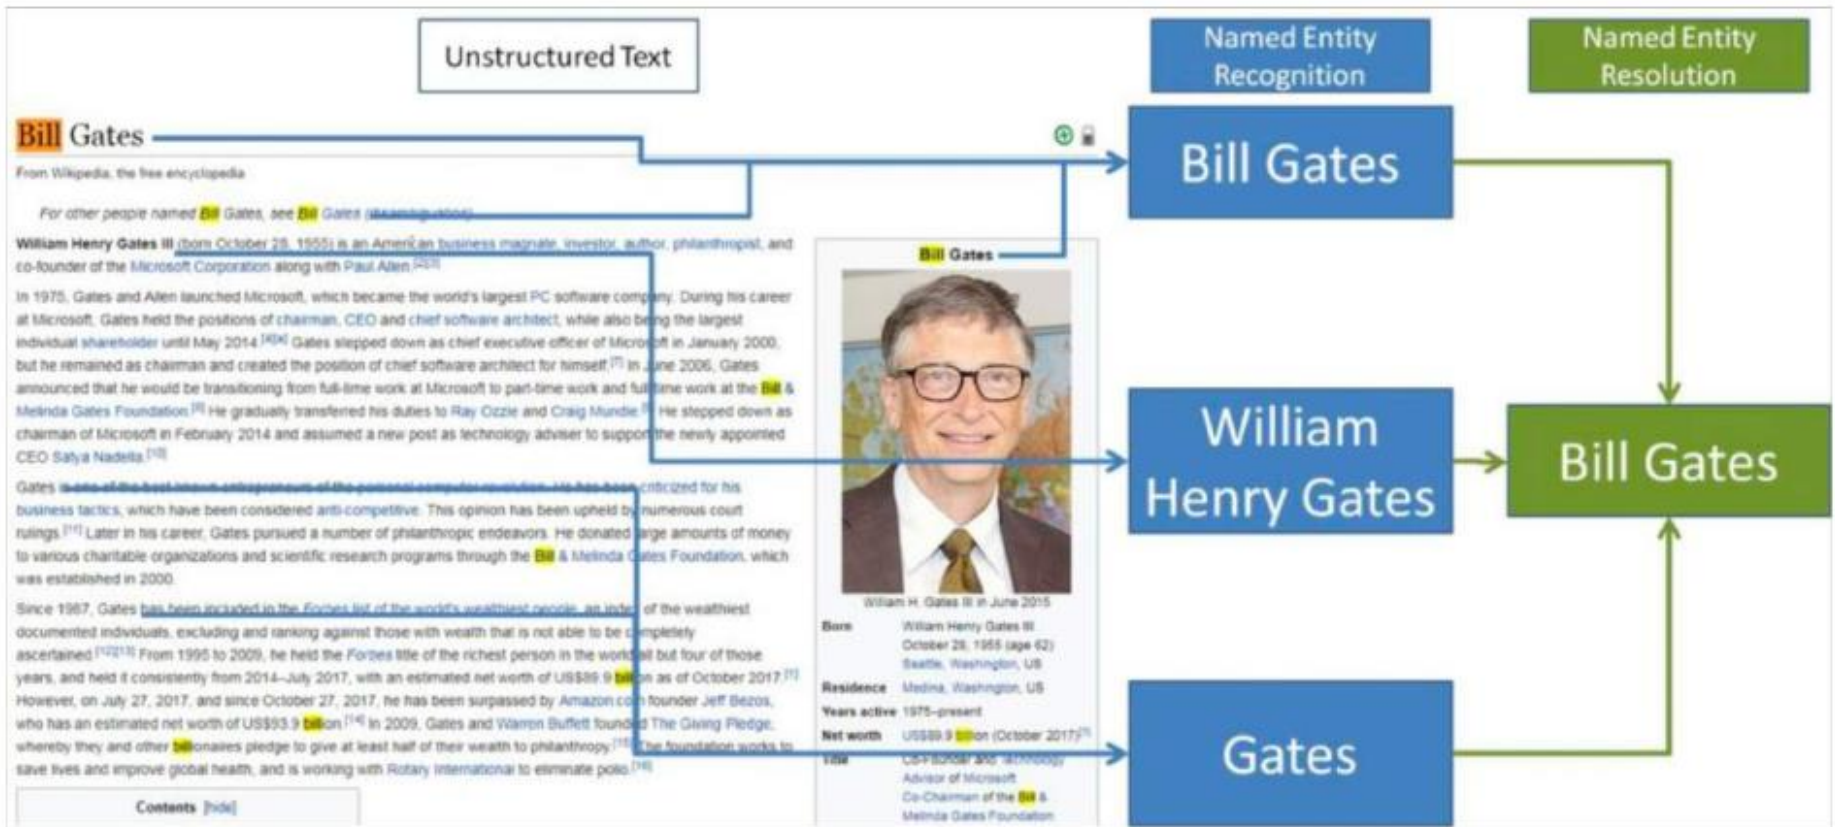 Unstructured Text
Named Entity
Recognition
Named Entity
Resolution
Bill Gates
From Wikipedia, the free encyclopedia
For other people named Bill Gates, see Bill Gates (disambiguation)
William Henry Gates III (born October 28, 1955) is an American business magnate, investor, author, philanthropist, and
co-founder of the Microsoft Corporation along with Paul Allen.[2][3]
In 1975, Gates and Allen launched Microsoft, which became the world's largest PC software company. During his career
at Microsoft, Gates held the positions of chairman, CEO and chief software architect, while also being the largest
individual shareholder until May 2014. Gates stepped down as chief executive officer of Microsoft in January 2000,
but he remained as chairman and created the position of chief software architect for himself.[7] In June 2006, Gates
announced that he would be transitioning from full-time work at Microsoft to part-time work and full-time work at the Bill &
Melinda Gates Foundation.[8] He gradually transferred his duties to Ray Ozzie and Craig Mundie. He stepped down as
chairman of Microsoft in February 2014 and assumed a new post as technology adviser to support the newly appointed
CEO Satya Nadella.[10]
Gates is one of the best-known entrepreneurs of the personal computer revolution. He has been criticized for his
business tactics, which have been considered anti-competitive. This opinion has been upheld by numerous court
rulings.[11] Later in his career, Gates pursued a number of philanthropic endeavors. He donated large amounts of money
to various charitable organizations and scientific research programs through the Bill & Melinda Gates Foundation, which
was established in 2000.
Since 1987, Gates has been included in the Forbes list of the world's wealthiest people, an index of the wealthiest
documented individuals, excluding and ranking against those with wealth that is not able to be completely
ascertained.[12][13] From 1995 to 2009, he held the Forbes title of the richest person in the world all but four of those
years, and held it consistently from 2014–July 2017, with an estimated net worth of US$89.9 billion as of October 2017.[1]
However, on July 27, 2017, and since October 27, 2017, he has been surpassed by Amazon.com founder Jeff Bezos,
who has an estimated net worth of US$93.9 billion.[14] In 2009, Gates and Warren Buffett founded The Giving Pledge,
whereby they and other billionaires pledge to give at least half of their wealth to philanthropy.[15] The foundation works to
save lives and improve global health, and is working with Rotary International to eliminate polio.[16]
Contents [hide]
Bill Gates
William H. Gates III in June 2015
Born William Henry Gates III
October 28, 1955 (age 62)
Seattle, Washington, US
Residence Medina, Washington, US
Years active 1975–present
Net worth US$89.9 billion (October 2017)[1]
Title Co-Founder and Technology
Advisor of Microsoft
Co-Chairman of the Bill &
Melinda Gates Foundation
Bill Gates
William
Henry Gates
Gates
Bill Gates